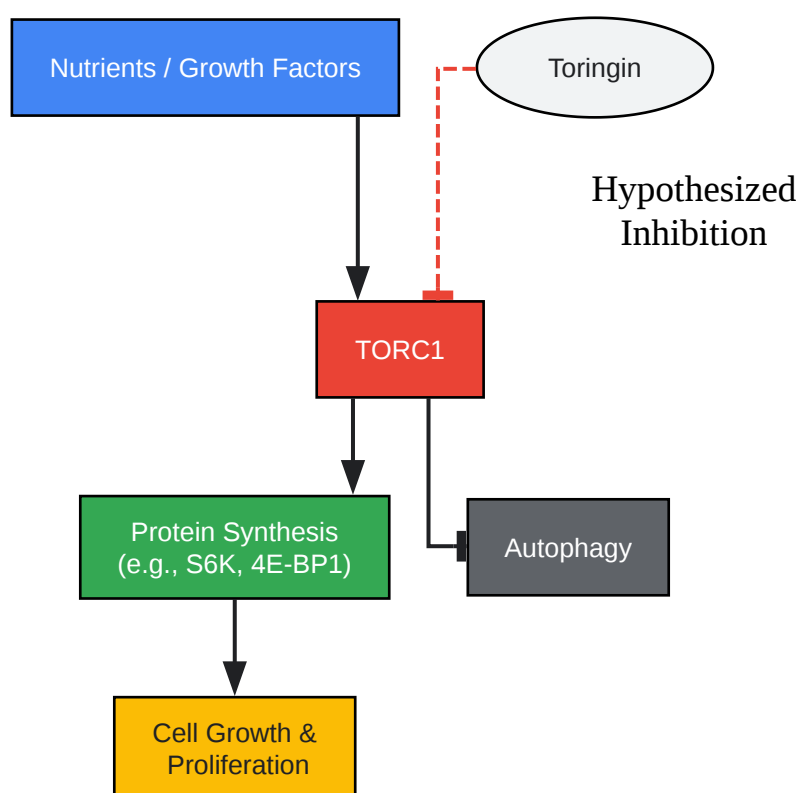 Nutrients / Growth Factors
Toringin
Hypothesized
Inhibition
TORC1
Protein Synthesis
(e.g., S6K, 4E-BP1)
Autophagy
Cell Growth &
Proliferation